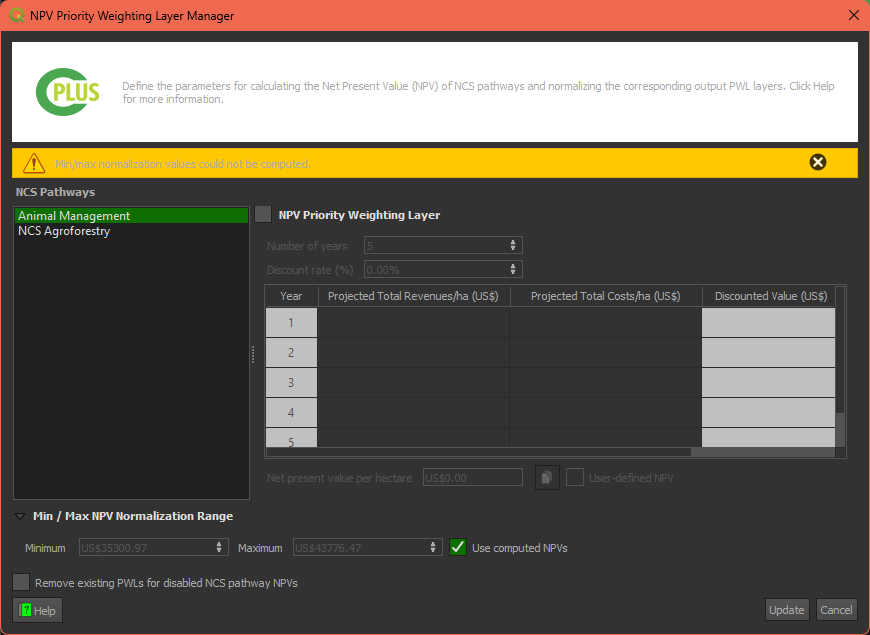 NPV Priority Weighting Layer Manager
CPLUS
Define the parameters for calculating the Net Present Value (NPV) of NCS pathways and normalizing the corresponding output PWL layers. Click Help
for more information.
Min/max normalization values could not be computed.
NCS Pathways
Animal Management
NCS Agroforestry
NPV Priority Weighting Layer
Number of years 5
Discount rate (%) 0.00%
Year Projected Total Revenues/ha (US$) Projected Total Costs/ha (US$) Discounted Value (US$)
1
2
3
4
5
Net present value per hectare US$0.00 User-defined NPV
Min / Max NPV Normalization Range
Minimum US$35300.97 Maximum US$43776.47 Use computed NPVs
Remove existing PWLs for disabled NCS pathway NPVs
? Help Update Cancel